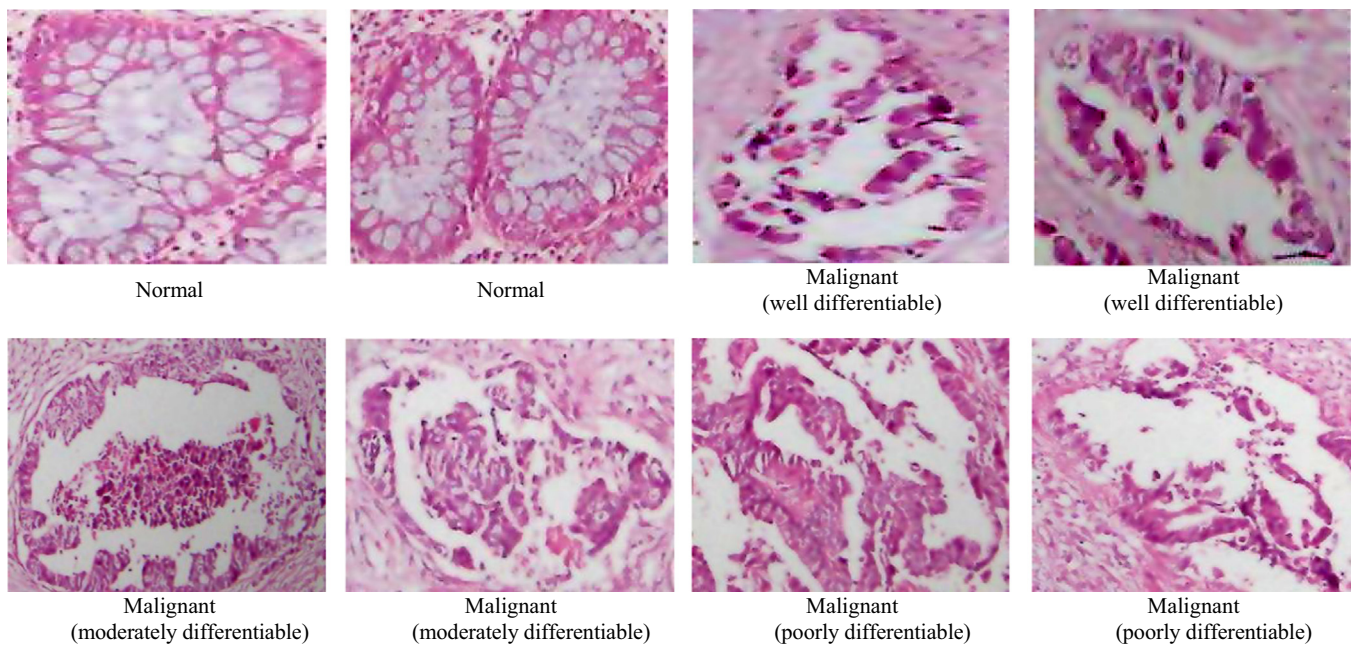 Normal
Normal
Malignant
(well differentiable)
Malignant
(well differentiable)
Malignant
(moderately differentiable)
Malignant
(moderately differentiable)
Malignant
(poorly differentiable)
Malignant
(poorly differentiable)